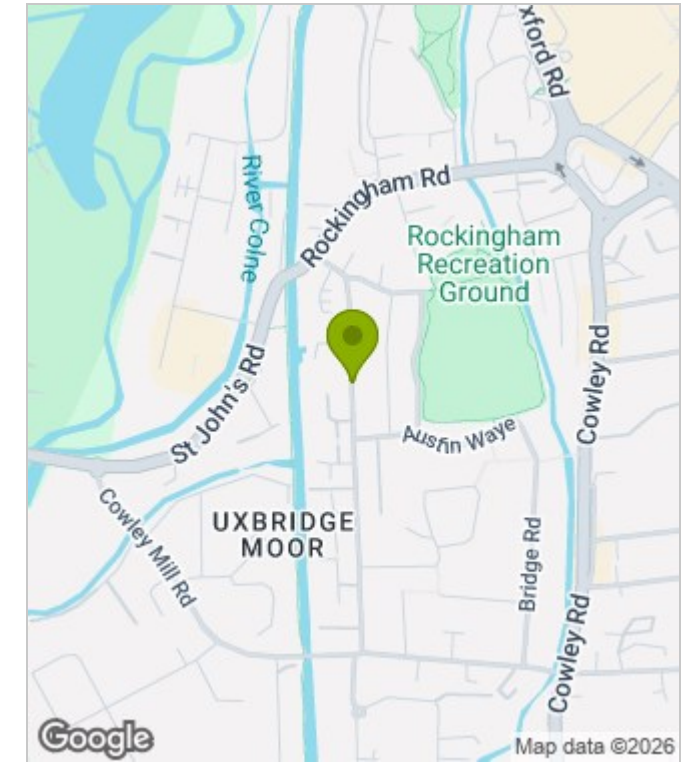 xford Rd
River Colne
Rockingham Rd
Rockingham
Recreation
Ground
St John's Rd
Cowley Rd
Austin Waye
Cowley Mill Rd
UXBRIDGE
MOOR
Bridge Rd
Cowley Rd
Google
Map data ©2026